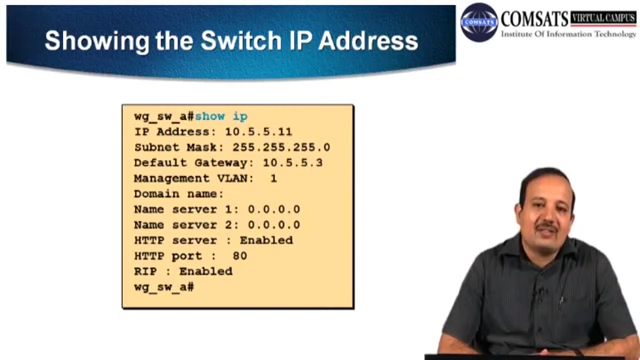 Showing the Switch IP Address
COMSATS VIRTUAL CAMPUS
Institute Of Information Technology
wg_sw_a#show ip
IP Address: 10.5.5.11
Subnet Mask: 255.255.255.0
Default Gateway: 10.5.5.3
Management VLAN: 1
Domain name:
Name server 1: 0.0.0.0
Name server 2: 0.0.0.0
HTTP server : Enabled
HTTP port : 80
RIP : Enabled
wg_sw_a#